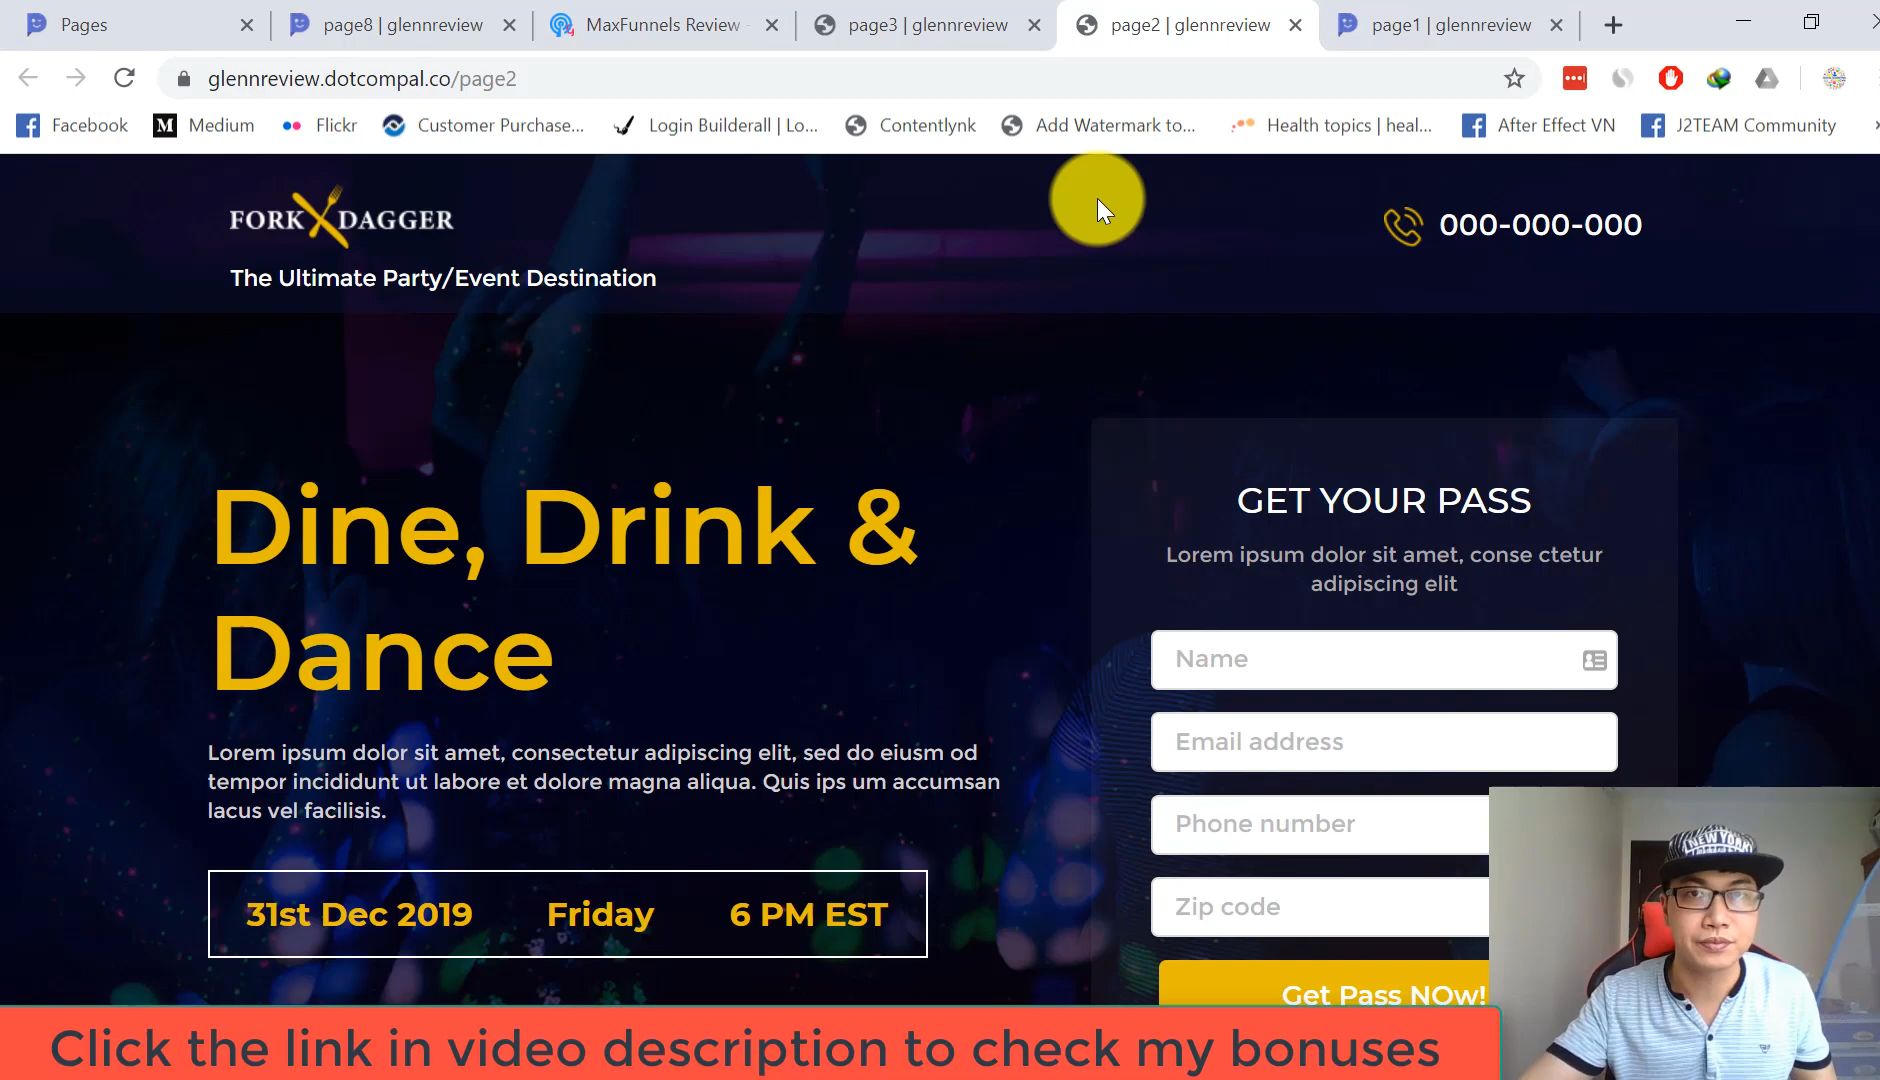 Pages
page8 | glennreview
MaxFunnels Review
page3 | glennreview
page2 | glennreview
page1 | glennreview
glennreview.dotcompal.co/page2
Facebook
Medium
Flickr
Customer Purchase...
Login Builderall | Lo...
Contentlynk
Add Watermark to...
Health topics | heal...
After Effect VN
J2TEAM Community
FORK DAGGER
The Ultimate Party/Event Destination
000-000-000
Dine, Drink &
Dance
Lorem ipsum dolor sit amet, consectetur adipiscing elit, sed do eiusm od
tempor incididunt ut labore et dolore magna aliqua. Quis ips um accumsan
lacus vel facilisis.
31st Dec 2019 Friday 6 PM EST
GET YOUR PASS
Lorem ipsum dolor sit amet, conse ctetur
adipiscing elit
Name
Email address
Phone number
Zip code
Get Pass NOw!
NEW YORK
Click the link in video description to check my bonuses